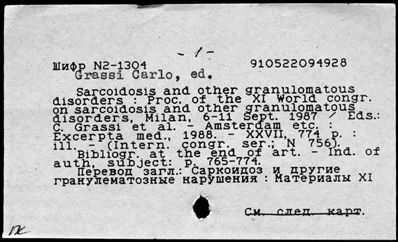 - 1 -
Шифр N2-1304 910522094928
Grassi Carlo, ed.
Sarcoidosis and other granulomatous
disorders : Proc. of the XI World congr.
on sarcoidosis and other granulomatous
disorders, Milan, 6-11 Sept. 1987 / Eds.:
C. Grassi et al. - Amsterdam etc. :
Excerpta med., 1988. - XXVII, 774 p. :
ill. - (Intern. congr. ser.; N 756).
Bibliogr. at the end of art. - Ind. of
auth, subject: p. 765-774.
Перевод загл.: Саркоидоз и другие
гранулематозные нарушения : Материалы XI
См. след. карт.